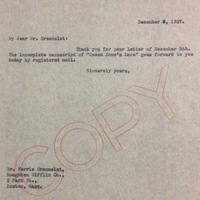 December 8, 1927.
My dear Mr. Greenslet:
Thank you for your letter of December 5th.
The incomplete manuscript of "Queen Anne's Lace" goes forward to you
today by registered mail.
Sincerely yours,
COPY
Mr. Ferris Greenslet,
Houghton Mifflin Co.,
2 Park St.,
Boston, Mass.